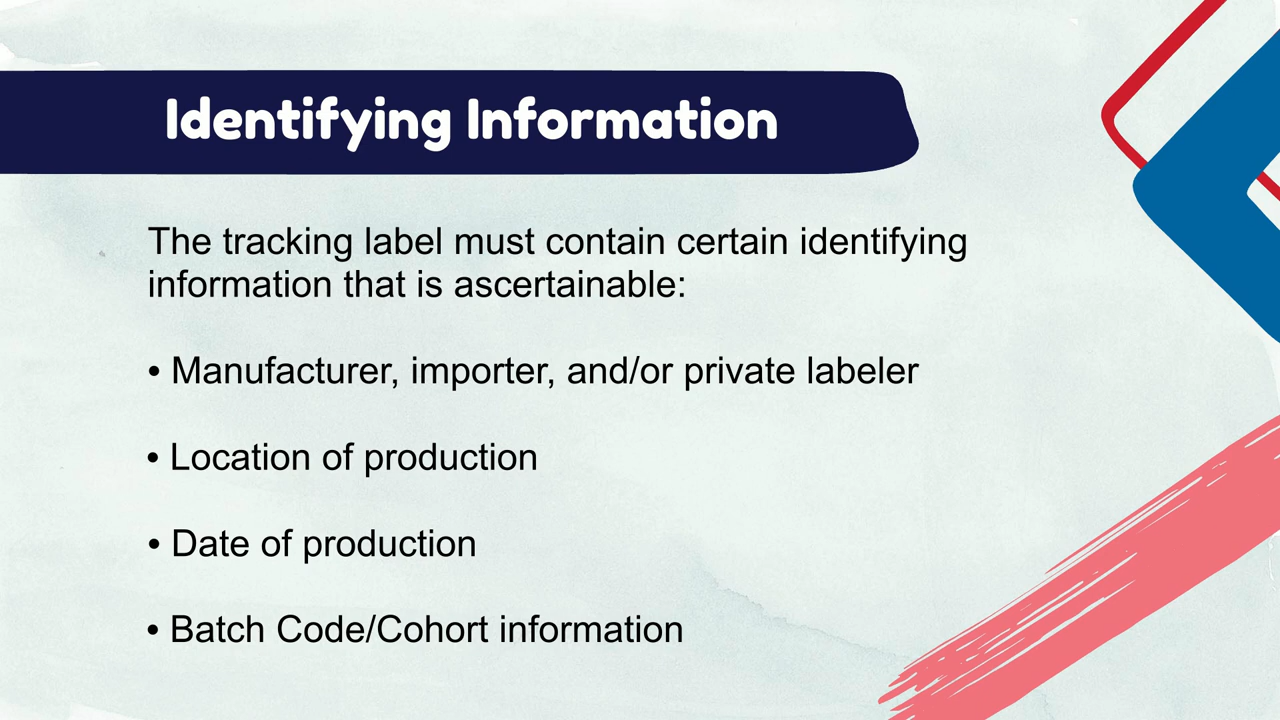 Identifying Information
The tracking label must contain certain identifying
information that is ascertainable:
• Manufacturer, importer, and/or private labeler
• Location of production
• Date of production
• Batch Code/Cohort information